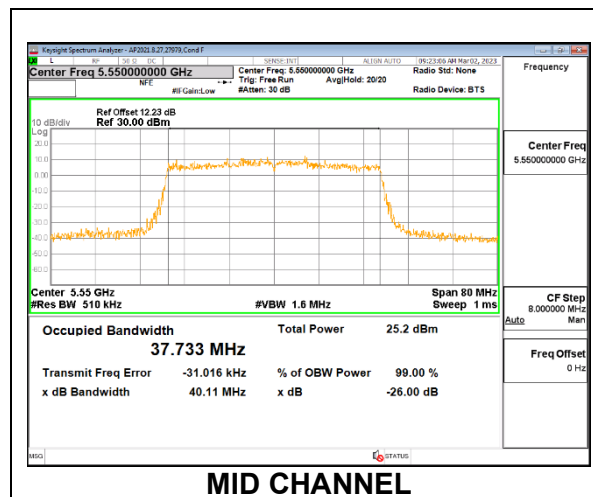 Keysight Spectrum Analyzer - AP2021.8.27,27979,Cond F
L RF 50 Ω DC SENSE:INT ALIGN AUTO 09:23:06 AM Mar 02, 2023
Center Freq 5.550000000 GHz Center Freq: 5.550000000 GHz Radio Std: None Frequency
NFE Trig: Free Run Avg|Hold: 20/20
#IFGain:Low #Atten: 30 dB Radio Device: BTS
Ref Offset 12.23 dB
10 dB/div Ref 30.00 dBm
Log
20.0
10.0
0.00
-10.0
-20.0
-30.0
-40.0
-50.0
-60.0
Center Freq
5.550000000 GHz
Center 5.55 GHz Span 80 MHz
#Res BW 510 kHz #VBW 1.6 MHz Sweep 1 ms
CF Step
8.000000 MHz
Auto Man
Occupied Bandwidth Total Power 25.2 dBm
37.733 MHz
Transmit Freq Error -31.016 kHz % of OBW Power 99.00 %
x dB Bandwidth 40.11 MHz x dB -26.00 dB
Freq Offset
0 Hz
MSG STATUS
MID CHANNEL